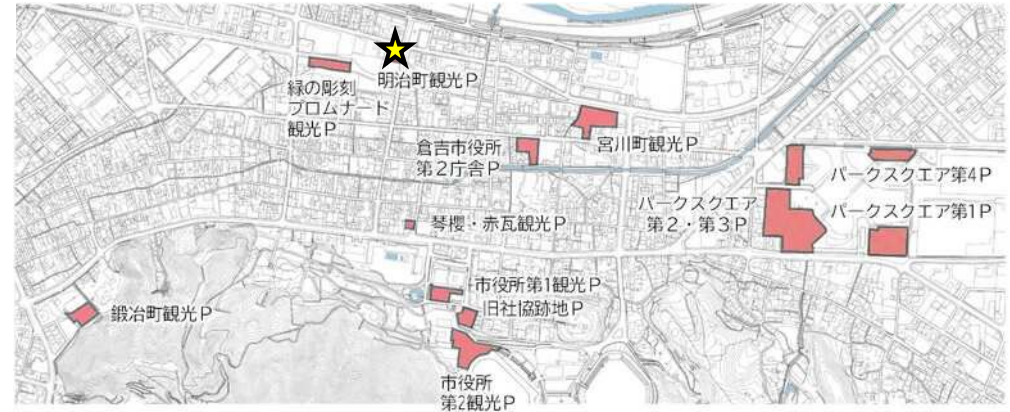 明治町観光P
緑の彫刻
プロムナード
観光P
宮川町観光P
倉吉市役所
第2庁舎P
パークスクエア第4P
パークスクエア
第2・第3P
パークスクエア第1P
琴櫻・赤瓦観光P
市役所第1観光P
旧社協跡地P
鍛冶町観光P
市役所
第2観光P